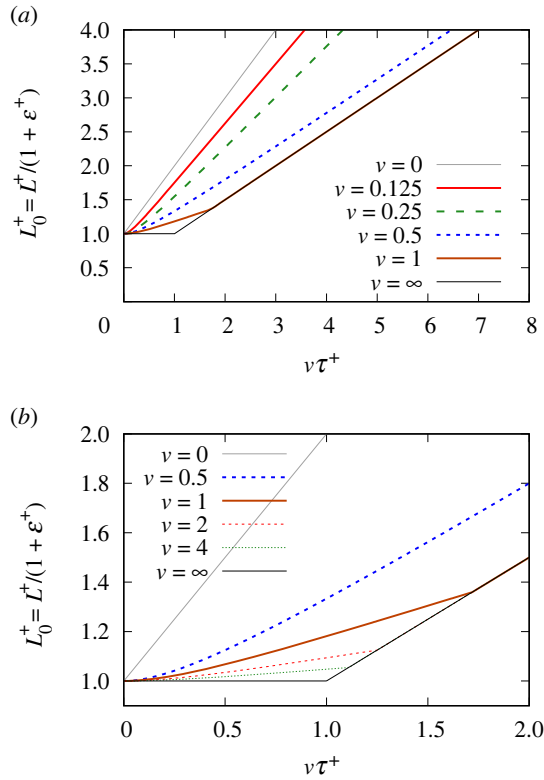 (a)
4.0
3.5
3.0
2.5
2.0
1.5
1.0
0.5
L₀⁺ = L⁺/(1 + ε⁺)
v = 0
v = 0.125
v = 0.25
v = 0.5
v = 1
v = ∞
0 1 2 3 4 5 6 7 8
vτ⁺
(b)
2.0
1.8
1.6
1.4
1.2
1.0
L₀⁺ = L⁺/(1 + ε⁺)
v = 0
v = 0.5
v = 1
v = 2
v = 4
v = ∞
0 0.5 1.0 1.5 2.0
vτ⁺